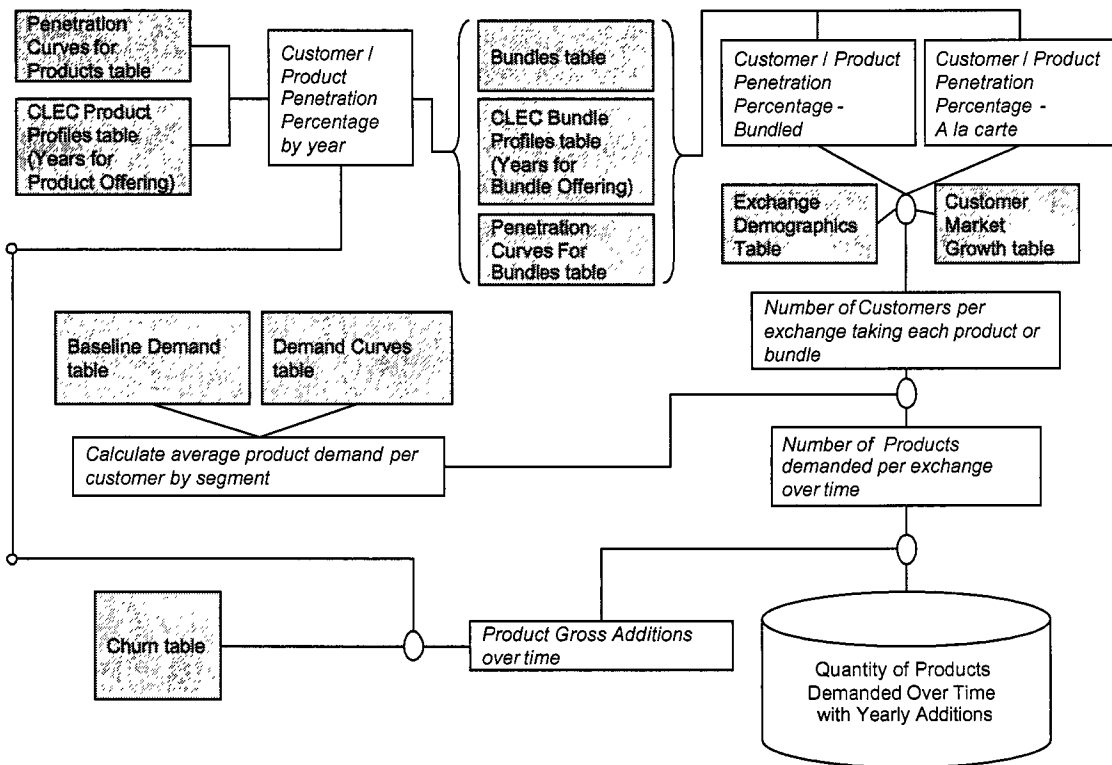 Penetration
Curves for
Products table
CLEC Product
Profiles table
(Years for
Product Offering)
Customer /
Product
Penetration
Percentage
by year
Bundles table
CLEC Bundle
Profiles table
(Years for
Bundle Offering)
Penetration
Curves For
Bundles table
Customer / Product
Penetration
Percentage -
Bundled
Customer / Product
Penetration
Percentage -
A la carte
Exchange
Demographics
Table
Customer
Market
Growth table
Number of Customers per
exchange taking each product or
bundle
Baseline Demand
table
Demand Curves
table
Calculate average product demand per
customer by segment
Number of Products
demanded per exchange
over time
Churn table
Product Gross Additions
over time
Quantity of Products
Demanded Over Time
with Yearly Additions